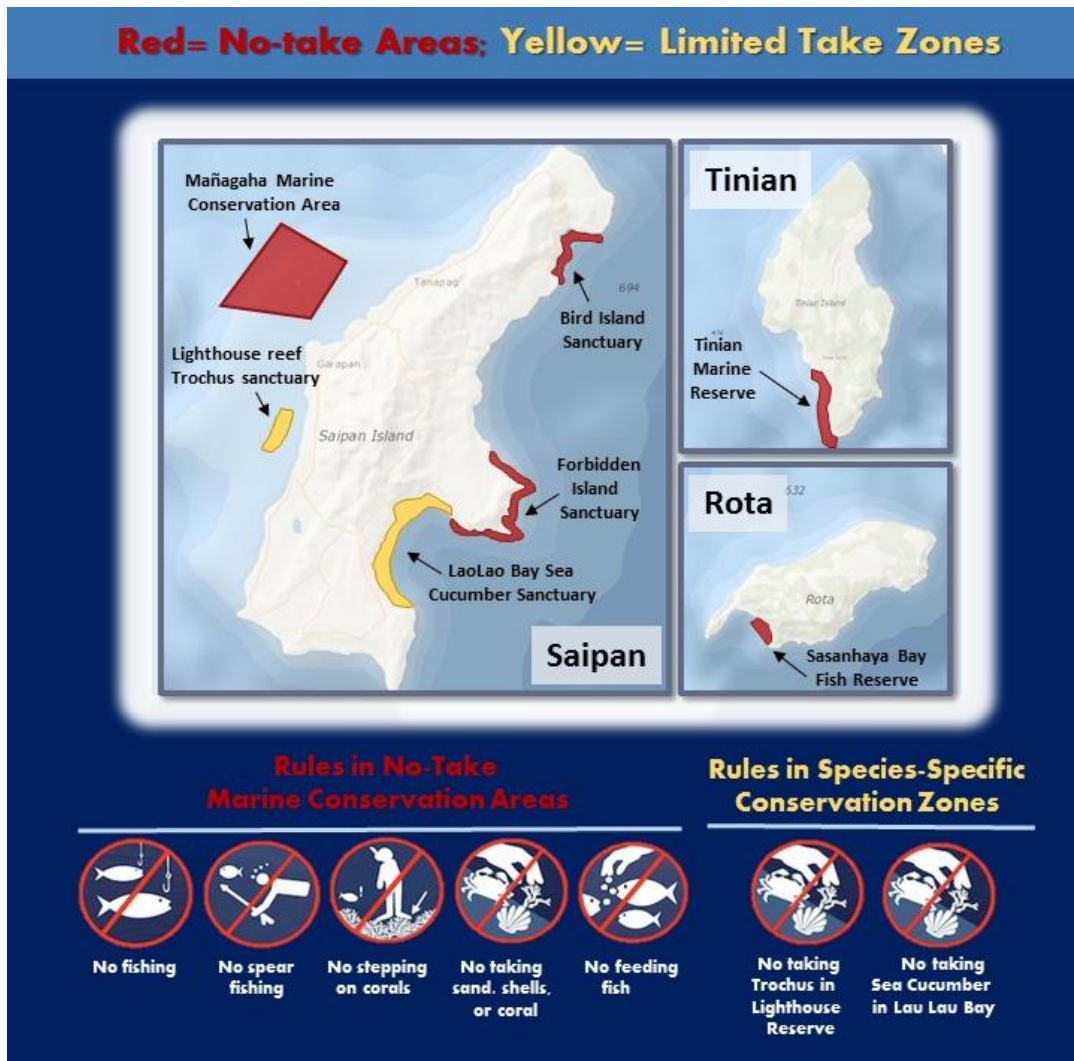 Red= No-take Areas; Yellow= Limited Take Zones
Mañagaha Marine
Conservation Area
Tanapag
694
Bird Island
Sanctuary
Lighthouse reef
Trochus sanctuary
Garapan
Saipan Island
Forbidden
Island
Sanctuary
LaoLao Bay Sea
Cucumber Sanctuary
Saipan
Tinian
Tinian Island
Tinian
Marine
Reserve
632
Rota
Rota
Sasanhaya Bay
Fish Reserve
Rules in No-Take
Marine Conservation Areas
No fishing
No spear
fishing
No stepping
on corals
No taking
sand. shells,
or coral
No feeding
fish
Rules in Species-Specific
Conservation Zones
No taking
Trochus in
Lighthouse
Reserve
No taking
Sea Cucumber
in Lau Lau Bay